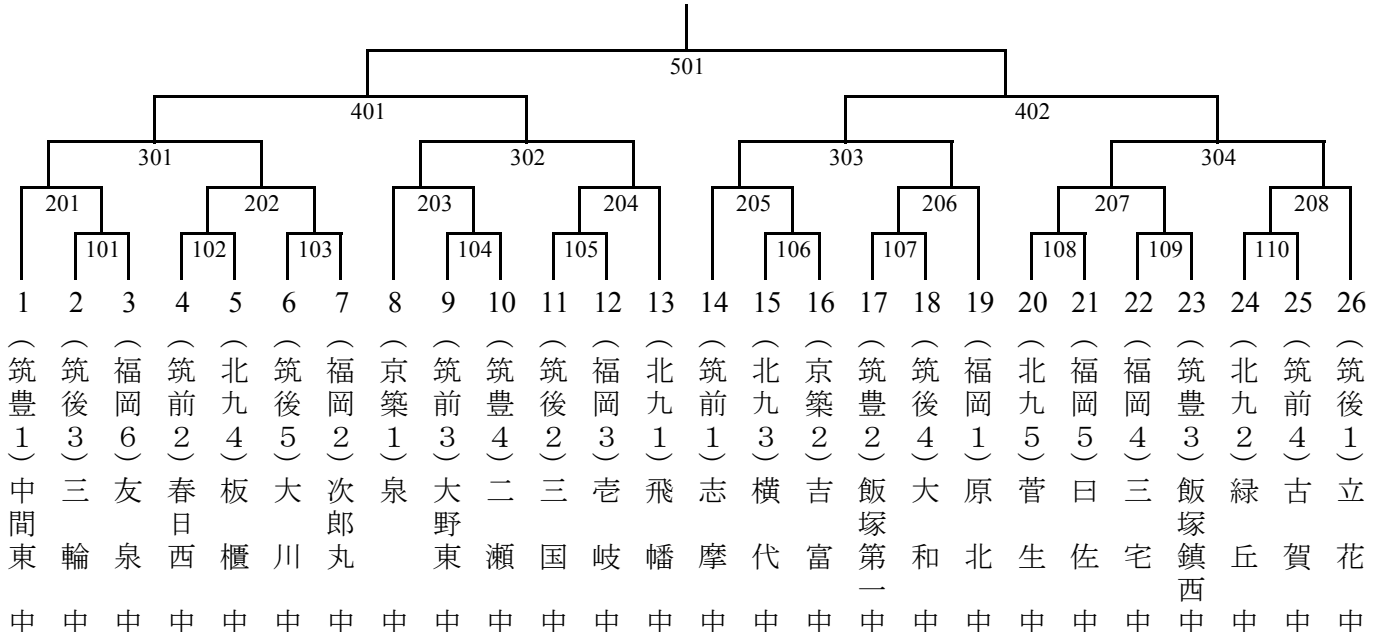 501
401 402
301 302 303 304
201 202 203 204 205 206 207 208
101 102 103 104 105 106 107 108 109 110
1 2 3 4 5 6 7 8 9 10 11 12 13 14 15 16 17 18 19 20 21 22 23 24 25 26
（筑豊１）中間東中
（筑後３）三輪中
（福岡６）友泉中
（筑前２）春日西中
（北九４）板櫃中
（筑後５）大川中
（福岡２）次郎丸中
（京築１）泉中
（筑前３）大野東中
（筑豊４）二瀬中
（筑後２）三国中
（福岡３）壱岐中
（北九１）飛幡中
（筑前１）志摩中
（北九３）横代中
（京築２）吉富中
（筑豊２）飯塚第一中
（筑後４）大和中
（福岡１）原北中
（北九５）菅生中
（福岡５）曰佐中
（福岡４）三宅中
（筑豊３）飯塚鎮西中
（北九２）緑丘中
（筑前４）古賀中
（筑後１）立花中